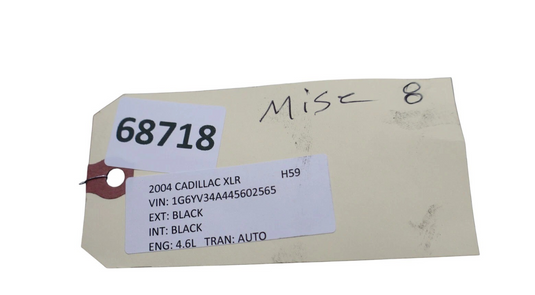 Misc 8
68718
2004 CADILLAC XLR H59
VIN: 1G6YV34A445602565
EXT: BLACK
INT: BLACK
ENG: 4.6L TRAN: AUTO